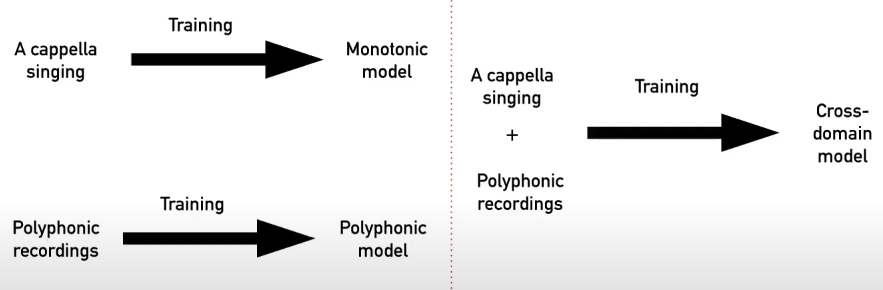 Training
A cappella
singing
Monotonic
model
Training
Polyphonic
recordings
Polyphonic
model
A cappella
singing
+
Polyphonic
recordings
Training
Cross-
domain
model